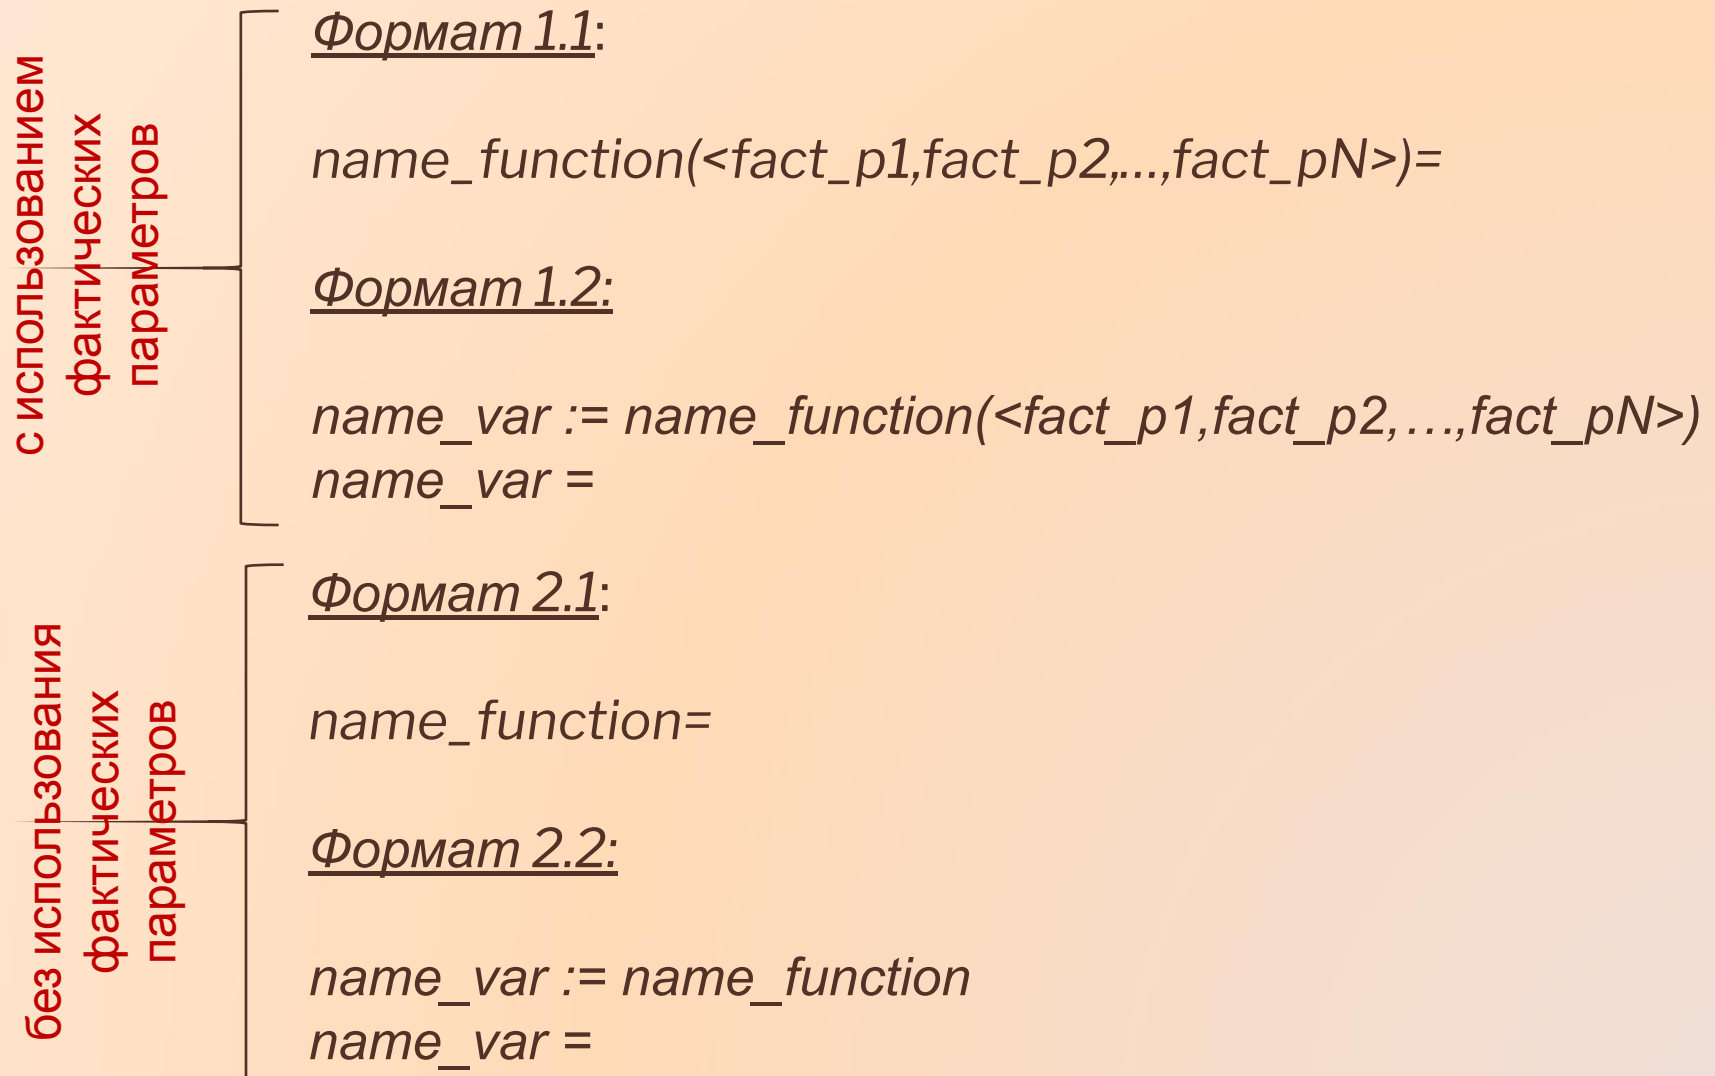 с использованием
фактических
параметров
Формат 1.1:
name_function(<fact_p1,fact_p2,...,fact_pN>)=
Формат 1.2:
name_var := name_function(<fact_p1,fact_p2,…,fact_pN>)
name_var =
без использования
фактических
параметров
Формат 2.1:
name_function=
Формат 2.2:
name_var := name_function
name_var =